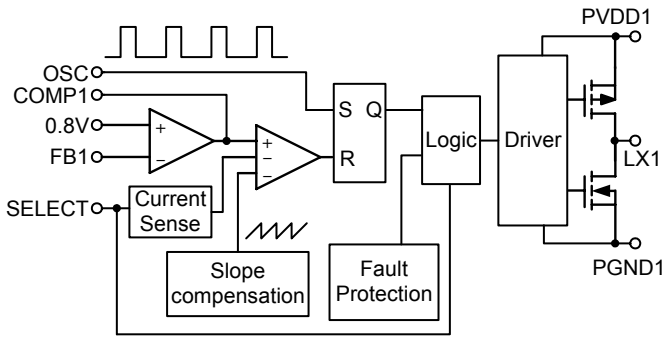 PVDD1
OSC
COMP1
0.8V
+
−
FB1
+
−
−
S Q
R
Logic
Driver
LX1
SELECT
Current
Sense
Slope
compensation
Fault
Protection
PGND1